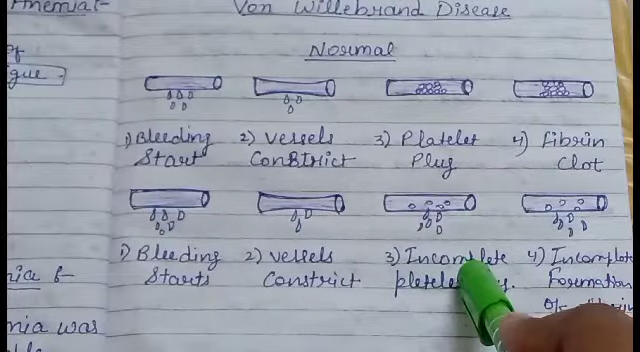 Anemia-
Von Willebrand Disease
of
gue.
Normal
1) Bleeding Start
2) Vessels Constrict
3) Platelet Plug
4) Fibrin Clot
1) Bleeding Starts
2) Vessels Constrict
3) Incomplete
4) Incomplete Formation
nia &
nia was